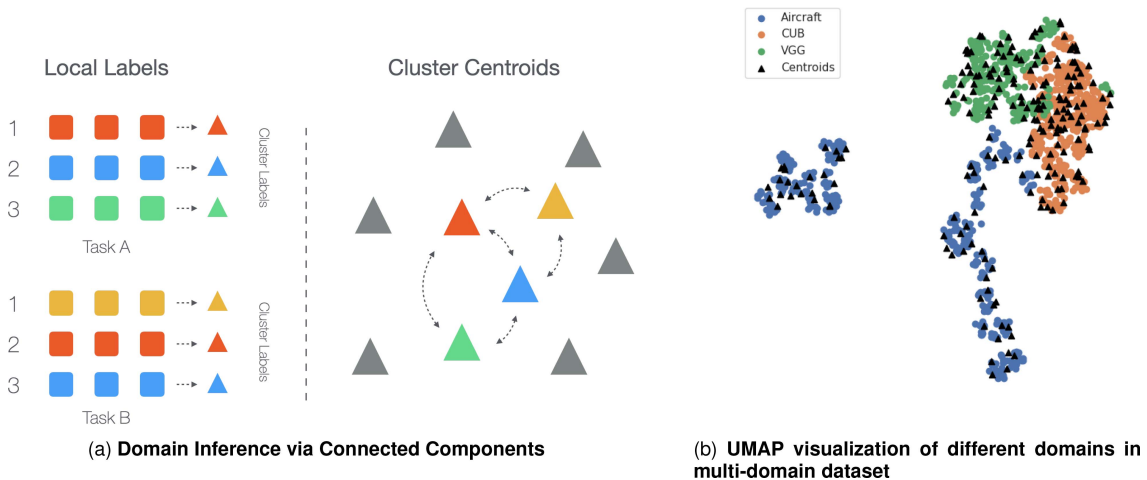 Local Labels
1
2
3
Cluster Labels
Task A
1
2
3
Cluster Labels
Task B
Cluster Centroids
(a) Domain Inference via Connected Components
Aircraft
CUB
VGG
Centroids
(b) UMAP visualization of different domains in
multi-domain dataset